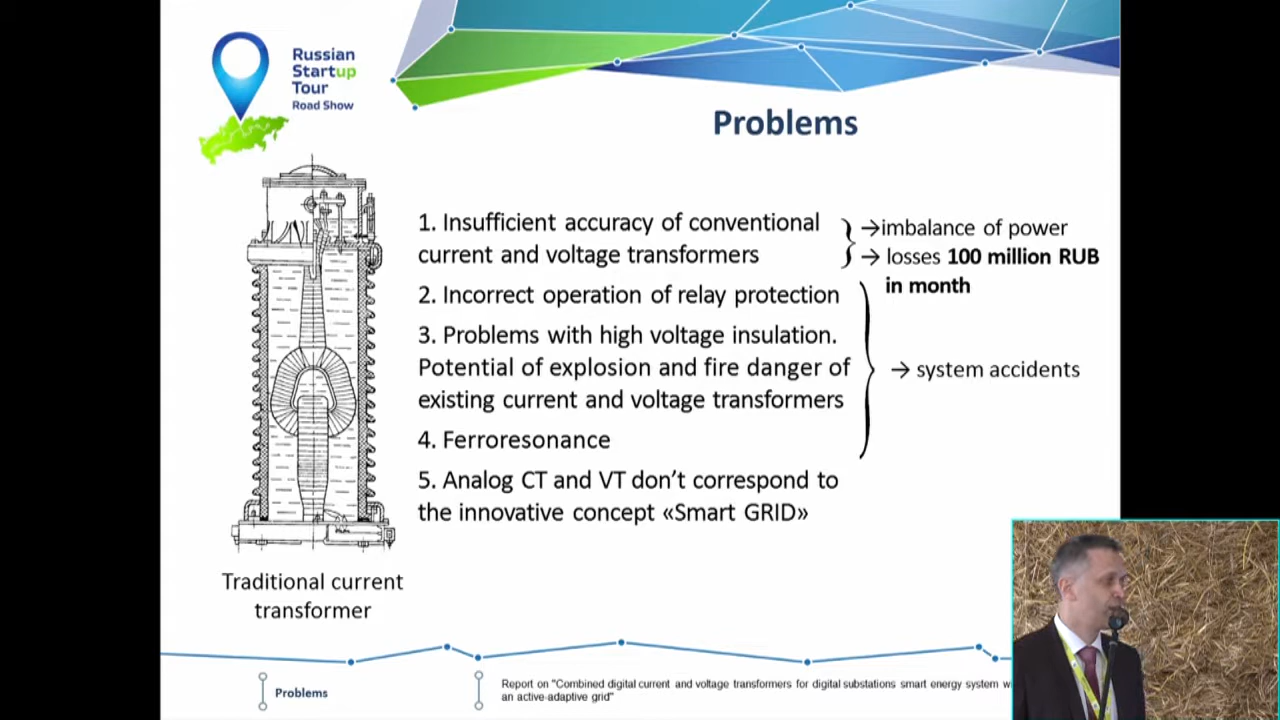 Russian
Startup
Tour
Road Show
Problems
1. Insufficient accuracy of conventional
current and voltage transformers
→imbalance of power
→ losses 100 million RUB
in month
2. Incorrect operation of relay protection
3. Problems with high voltage insulation.
Potential of explosion and fire danger of
existing current and voltage transformers
→ system accidents
4. Ferroresonance
5. Analog CT and VT don’t correspond to
the innovative concept «Smart GRID»
Traditional current
transformer
Problems
Report on "Combined digital current and voltage transformers for digital substations smart energy system
an active-adaptive grid"